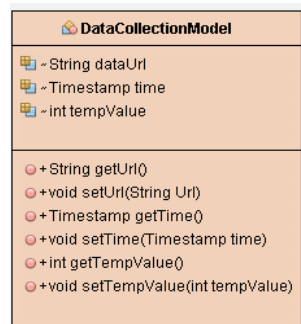 DataCollectionModel
~String dataUrl
~Timestamp time
~int tempValue
+String getUrl()
+void setUrl(String Url)
+Timestamp getTime()
+void setTime(Timestamp time)
+int getTempValue()
+void setTempValue(int tempValue)